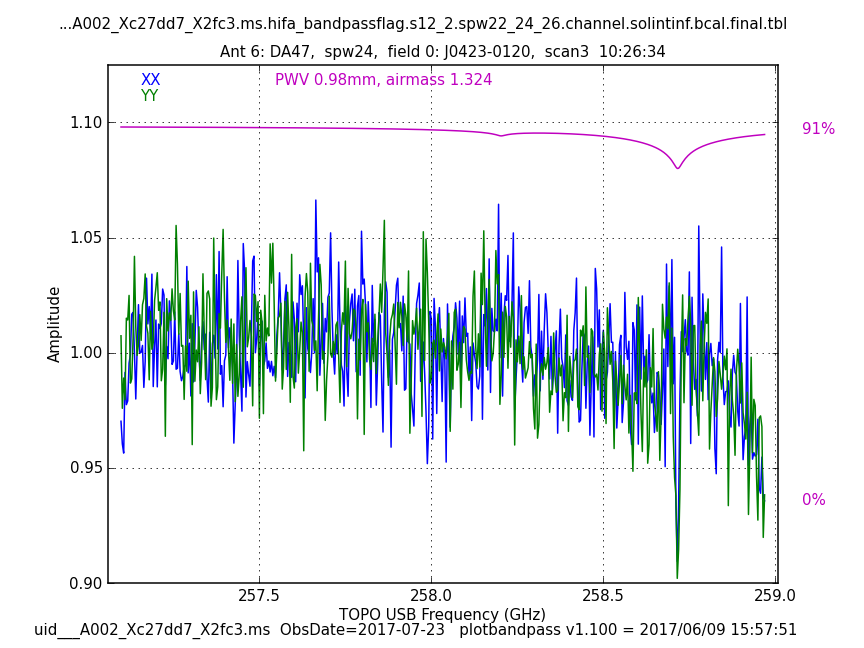 ...A002_Xc27dd7_X2fc3.ms.hifa_bandpassflag.s12_2.spw22_24_26.channel.solintinf.bcal.final.tbl
Ant 6: DA47, spw24, field 0: J0423-0120, scan3 10:26:34
XX
YY
PWV 0.98mm, airmass 1.324
91%
0%
1.10
1.05
1.00
0.95
0.90
Amplitude
257.5
258.0
258.5
259.0
TOPO USB Frequency (GHz)
uid___A002_Xc27dd7_X2fc3.ms ObsDate=2017-07-23 plotbandpass v1.100 = 2017/06/09 15:57:51